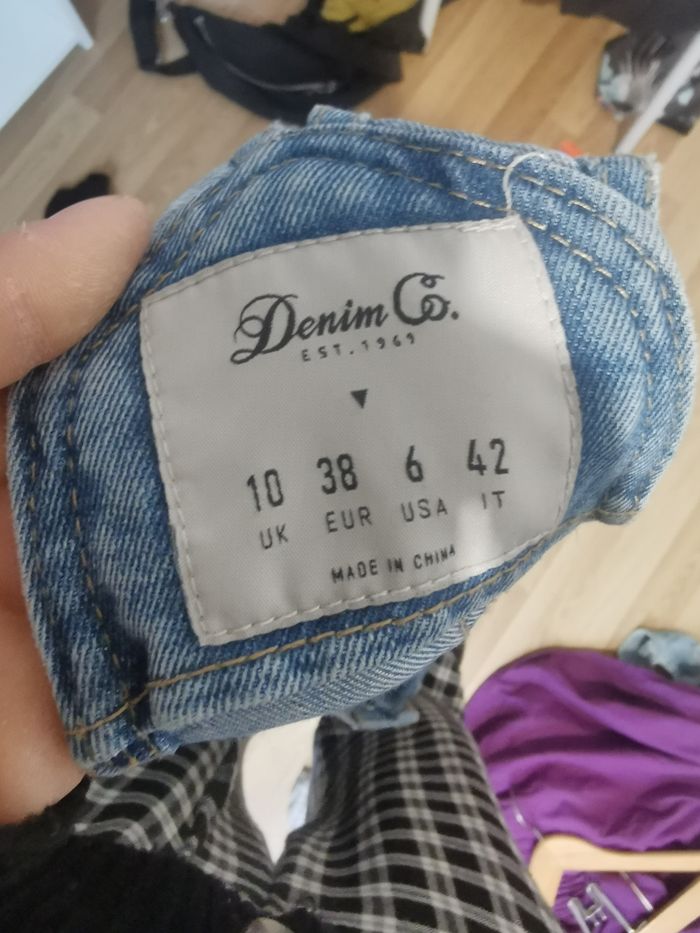 Denim Co.
EST. 1969
10 38 6 42
UK EUR USA IT
MADE IN CHINA